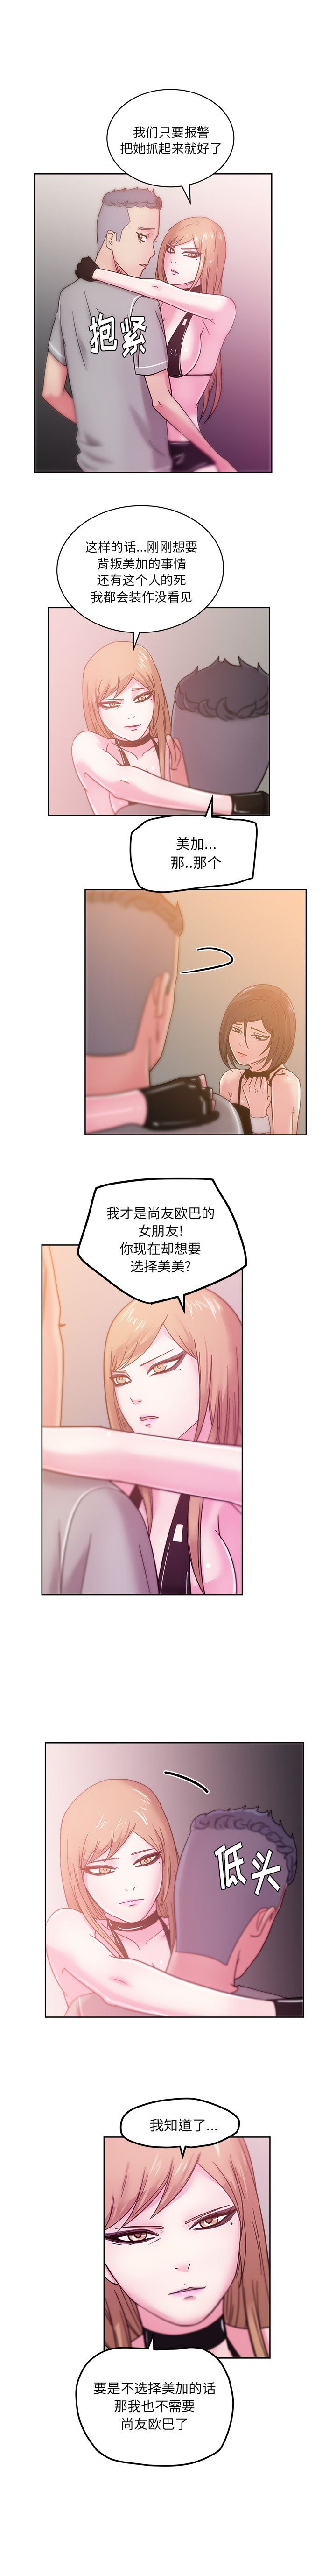 我们只要报警
把她抓起来就好了
抱紧
这样的话...刚刚想要
背叛美加的事情
还有这个人的死
我都会装作没看见
美加...
那..那个
我才是尚友欧巴的
女朋友!
你现在却想要
选择美美?
低头
我知道了...
要是不选择美加的话
那我也不需要
尚友欧巴了